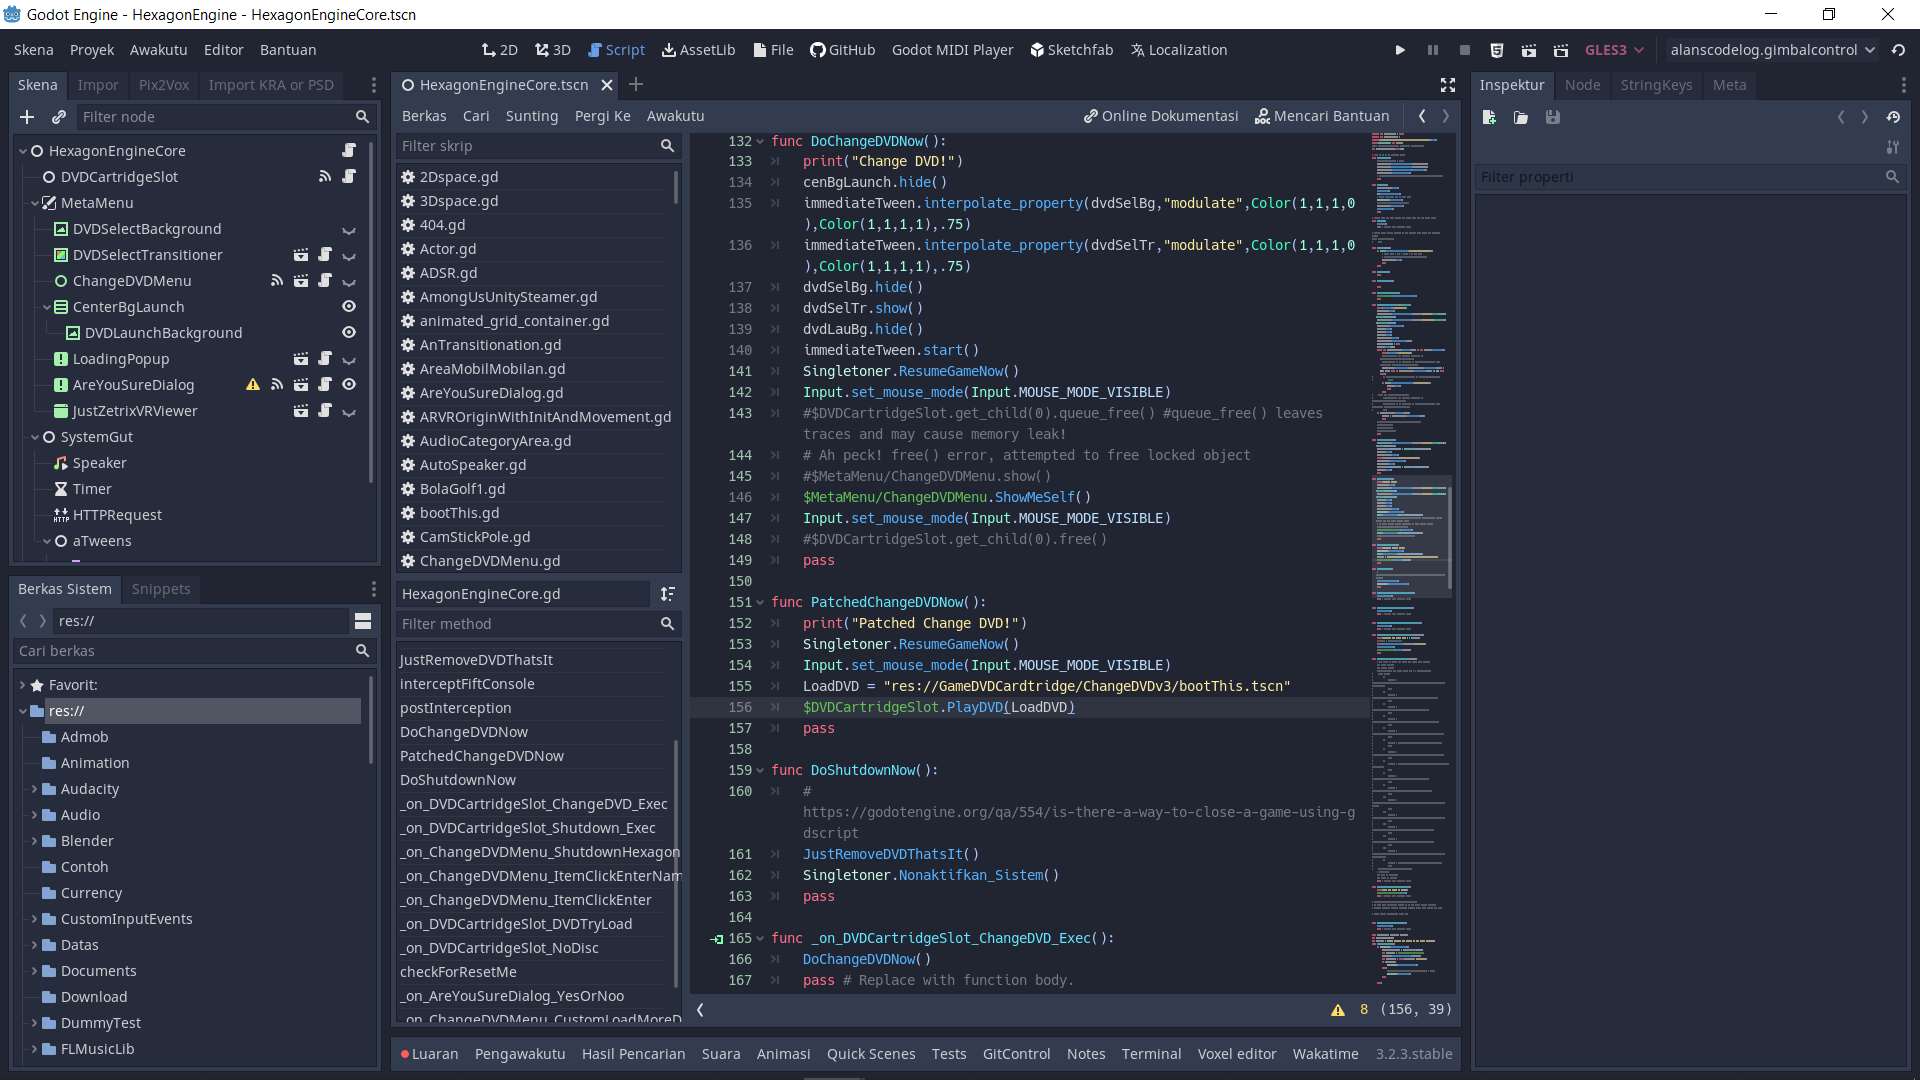 Godot Engine - HexagonEngine - HexagonEngineCore.tscn
Skena Proyek Awakutu Editor Bantuan
2D 3D Script AssetLib File GitHub Godot MIDI Player Sketchfab Localization
GLES3 alanscodelog.gimbalcontrol
Skena Impor Pix2Vox Import KRA or PSD
Filter node
HexagonEngineCore
DVDCartridgeSlot
MetaMenu
DVDSelectBackground
DVDSelectTransitioner
ChangeDVDMenu
CenterBgLaunch
DVDLaunchBackground
LoadingPopup
AreYouSureDialog
JustZetrixVRViewer
SystemGut
Speaker
Timer
HTTPRequest
aTweens
Berkas Sistem Snippets
res://
Cari berkas
Favorit:
res://
Admob
Animation
Audacity
Audio
Blender
Contoh
Currency
CustomInputEvents
Datas
Documents
Download
DummyTest
FLMusicLib
HexagonEngineCore.tscn
Berkas Cari Sunting Pergi Ke Awakutu
Online Dokumentasi Mencari Bantuan
Filter skrip
2Dspace.gd
3Dspace.gd
404.gd
Actor.gd
ADSR.gd
AmongUsUnitySteamer.gd
animated_grid_container.gd
AnTransitionation.gd
AreaMobilMobilan.gd
AreYouSureDialog.gd
ARVROriginWithInitAndMovement.gd
AudioCategoryArea.gd
AutoSpeaker.gd
BolaGolf1.gd
bootThis.gd
CamStickPole.gd
ChangeDVDMenu.gd
HexagonEngineCore.gd
Filter method
JustRemoveDVDThatsIt
interceptFiftConsole
postInterception
DoChangeDVDNow
PatchedChangeDVDNow
DoShutdownNow
_on_DVDCartridgeSlot_ChangeDVD_Exec
_on_DVDCartridgeSlot_Shutdown_Exec
_on_ChangeDVDMenu_ShutdownHexagon
_on_ChangeDVDMenu_ItemClickEnterNam
_on_ChangeDVDMenu_ItemClickEnter
_on_DVDCartridgeSlot_DVDTryLoad
_on_DVDCartridgeSlot_NoDisc
checkForResetMe
_on_AreYouSureDialog_YesOrNoo
_on_ChangeDVDMenu_CustomLoadMoreD
132 func DoChangeDVDNow():
133 print("Change DVD!")
134 cenBgLaunch.hide()
135 immediateTween.interpolate_property(dvdSelBg,"modulate",Color(1,1,1,0
),Color(1,1,1,1),.75)
136 immediateTween.interpolate_property(dvdSelTr,"modulate",Color(1,1,1,0
),Color(1,1,1,1),.75)
137 dvdSelBg.hide()
138 dvdSelTr.show()
139 dvdLauBg.hide()
140 immediateTween.start()
141 Singletoner.ResumeGameNow()
142 Input.set_mouse_mode(Input.MOUSE_MODE_VISIBLE)
143 #$DVDCartridgeSlot.get_child(0).queue_free() #queue_free() leaves
traces and may cause memory leak!
144 # Ah peck! free() error, attempted to free locked object
145 #$MetaMenu/ChangeDVDMenu.show()
146 $MetaMenu/ChangeDVDMenu.ShowMeSelf()
147 Input.set_mouse_mode(Input.MOUSE_MODE_VISIBLE)
148 #$DVDCartridgeSlot.get_child(0).free()
149 pass
150
151 func PatchedChangeDVDNow():
152 print("Patched Change DVD!")
153 Singletoner.ResumeGameNow()
154 Input.set_mouse_mode(Input.MOUSE_MODE_VISIBLE)
155 LoadDVD = "res://GameDVDCardtridge/ChangeDVDv3/bootThis.tscn"
156 $DVDCartridgeSlot.PlayDVD(LoadDVD)
157 pass
158
159 func DoShutdownNow():
160 #
https://godotengine.org/qa/554/is-there-a-way-to-close-a-game-using-g
dscript
161 JustRemoveDVDThatsIt()
162 Singletoner.Nonaktifkan_Sistem()
163 pass
164
165 func _on_DVDCartridgeSlot_ChangeDVD_Exec():
166 DoChangeDVDNow()
167 pass # Replace with function body.
8 (156, 39)
Luaran Pengawakutu Hasil Pencarian Suara Animasi Quick Scenes Tests GitControl Notes Terminal Voxel editor Wakatime 3.2.3.stable
Inspektur Node StringKeys Meta
Filter properti